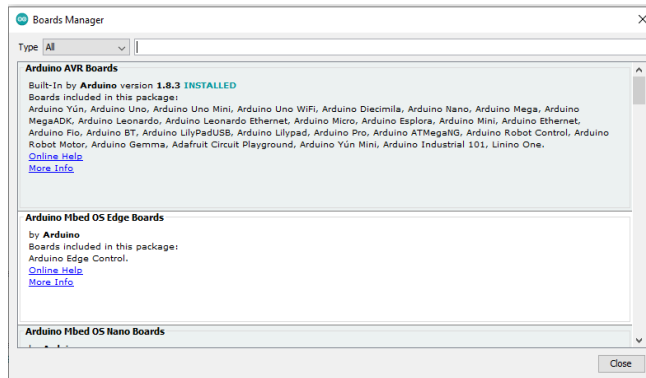 Boards Manager
Type All
Arduino AVR Boards
Built-In by Arduino version 1.8.3 INSTALLED
Boards included in this package:
Arduino Yún, Arduino Uno, Arduino Uno Mini, Arduino Uno WiFi, Arduino Diecimila, Arduino Nano, Arduino Mega, Arduino
MegaADK, Arduino Leonardo, Arduino Leonardo Ethernet, Arduino Micro, Arduino Esplora, Arduino Mini, Arduino Ethernet,
Arduino Fio, Arduino BT, Arduino LilyPadUSB, Arduino Lilypad, Arduino Pro, Arduino ATMegaNG, Arduino Robot Control, Arduino
Robot Motor, Arduino Gemma, Adafruit Circuit Playground, Arduino Yún Mini, Arduino Industrial 101, Linino One.
Online Help
More Info
Arduino Mbed OS Edge Boards
by Arduino
Boards included in this package:
Arduino Edge Control.
Online Help
More Info
Arduino Mbed OS Nano Boards
Close